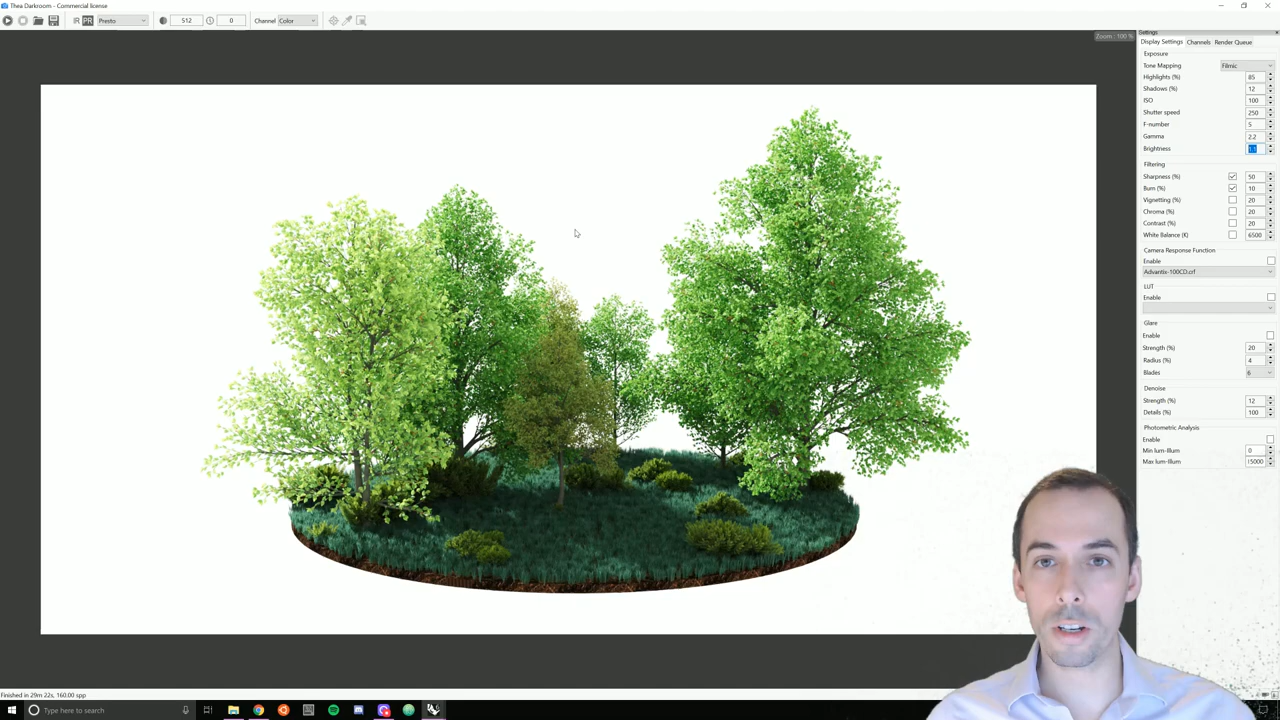 Thea Darkroom - Commercial license
IR PR Presto 512 0 Channel Color
Zoom : 100 %
Settings
Display Settings Channels Render Queue
Exposure
Tone Mapping Filmic
Highlights (%) 85
Shadows (%) 12
ISO 100
Shutter speed 250
F-number 5
Gamma 2.2
Brightness
Filtering
Sharpness (%) 50
Burn (%) 10
Vignetting (%) 20
Chroma (%) 20
Contrast (%) 20
White Balance (K) 6500
Camera Response Function
Enable
Advantix-100CD.crf
LUT
Enable
Glare
Enable
Strength (%) 20
Radius (%) 4
Blades 6
Denoise
Strength (%) 12
Details (%) 100
Photometric Analysis
Enable
Min lum-Illum 0
Max lum-Illum 15000
Finished in 29m 22s, 160.00 spp
Type here to search